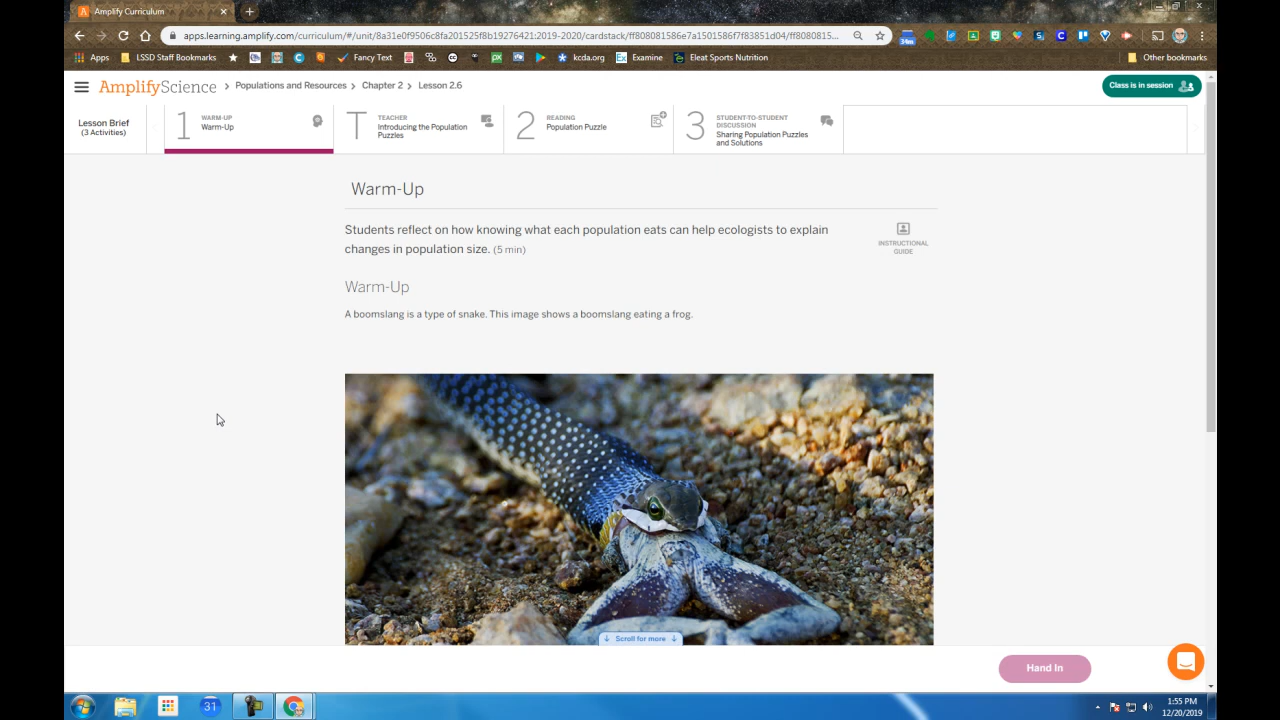 Amplify Curriculum
apps.learning.amplify.com/curriculum/#/unit/8a31e0f9506c8fa201525f8b19276421:2019-2020/cardstack/ff808081586e7a1501586f7f83851d04/ff8080815...
Apps LSSD Staff Bookmarks Fancy Text kcda.org Examine Eleat Sports Nutrition Other bookmarks
AmplifyScience > Populations and Resources > Chapter 2 > Lesson 2.6
Class is in session
Lesson Brief
(3 Activities)
1
WARM-UP
Warm-Up
T
TEACHER
Introducing the Population
Puzzles
2
READING
Population Puzzle
3
STUDENT-TO-STUDENT
DISCUSSION
Sharing Population Puzzles
and Solutions
Warm-Up
Students reflect on how knowing what each population eats can help ecologists to explain
changes in population size. (5 min)
INSTRUCTIONAL
GUIDE
Warm-Up
A boomslang is a type of snake. This image shows a boomslang eating a frog.
Scroll for more
Hand In
31
1:55 PM
12/20/2019